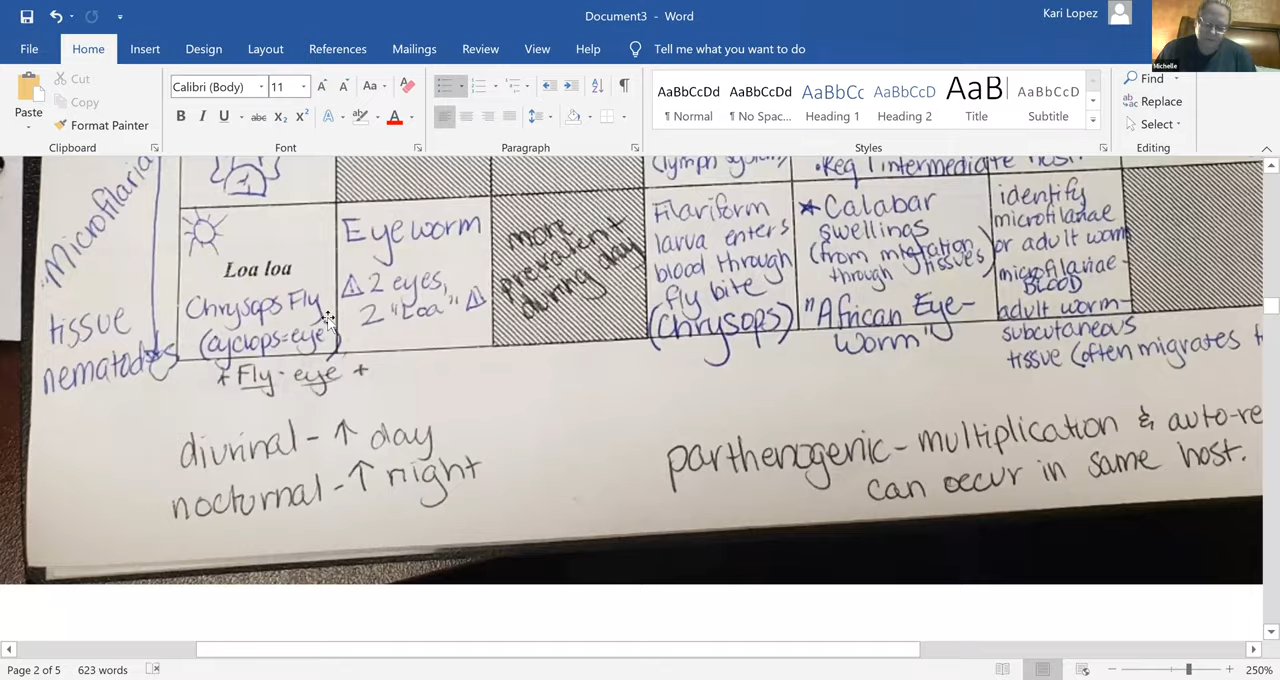 Document3 - Word
Kari Lopez
Michelle
File
Home
Insert
Design
Layout
References
Mailings
Review
View
Help
Tell me what you want to do
Paste
Cut
Copy
Format Painter
Clipboard
Calibri (Body)
11
Font
Paragraph
AaBbCcDd
¶ Normal
AaBbCcDd
¶ No Spac...
AaBbCc
Heading 1
AaBbCcD
Heading 2
AaB
Title
AaBbCcD
Subtitle
Styles
Find
Replace
Select
Editing
Microfilaria
tissue
nematodes
Loa loa
Chrysops Fly
(cyclops=eye)
+ Fly - eye +
Eyeworm
2 eyes,
2 "Loa"
more
prevalent
during day
(lymph system)
Filariform
larva enters
blood through
fly bite
(Chrysops)
• Req 1 intermediate host
* Calabar
swellings
(from migration
through tissues)
"African Eye-
worm"
identify
microfilariae
or adult worm
microfilariae-
BLOOD
adult worm-
subcutaneous
tissue (often migrates
diurinal - ↑ day
nocturnal - ↑ night
parthenogenic - multiplication & auto-re
can occur in same host.
Page 2 of 5
623 words
250%